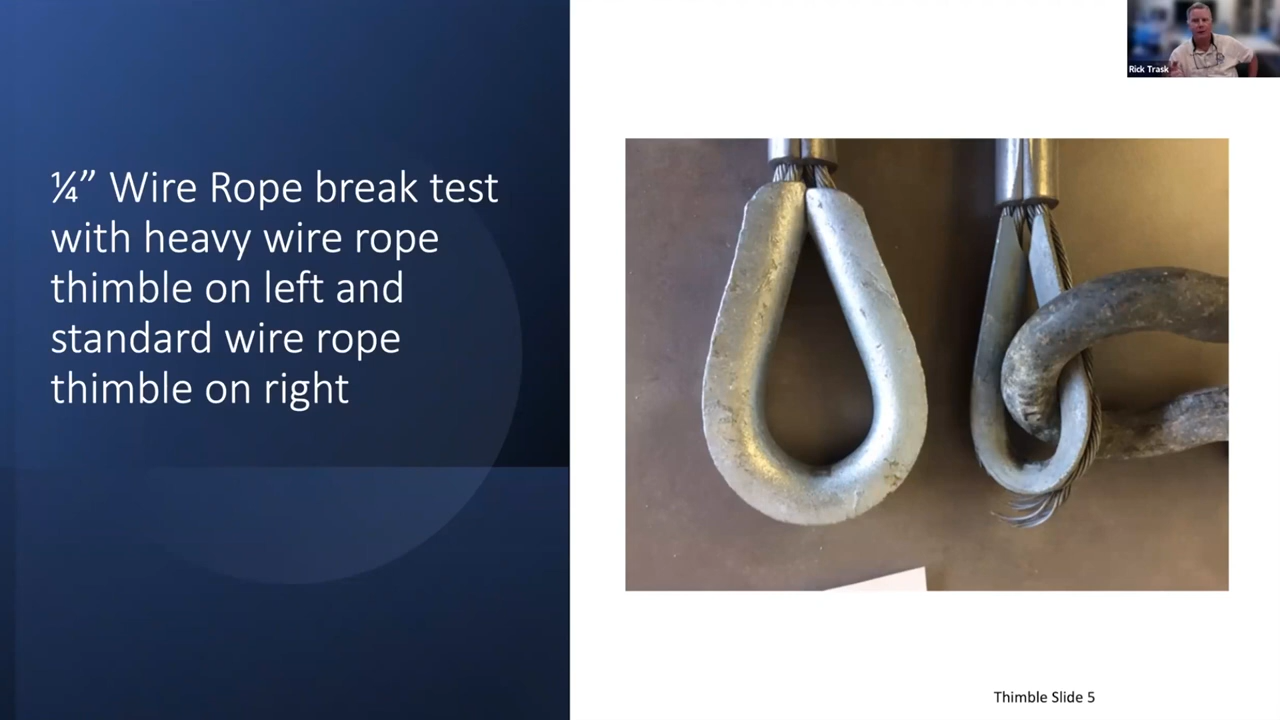 Rick Trask
¼” Wire Rope break test
with heavy wire rope
thimble on left and
standard wire rope
thimble on right
Thimble Slide 5